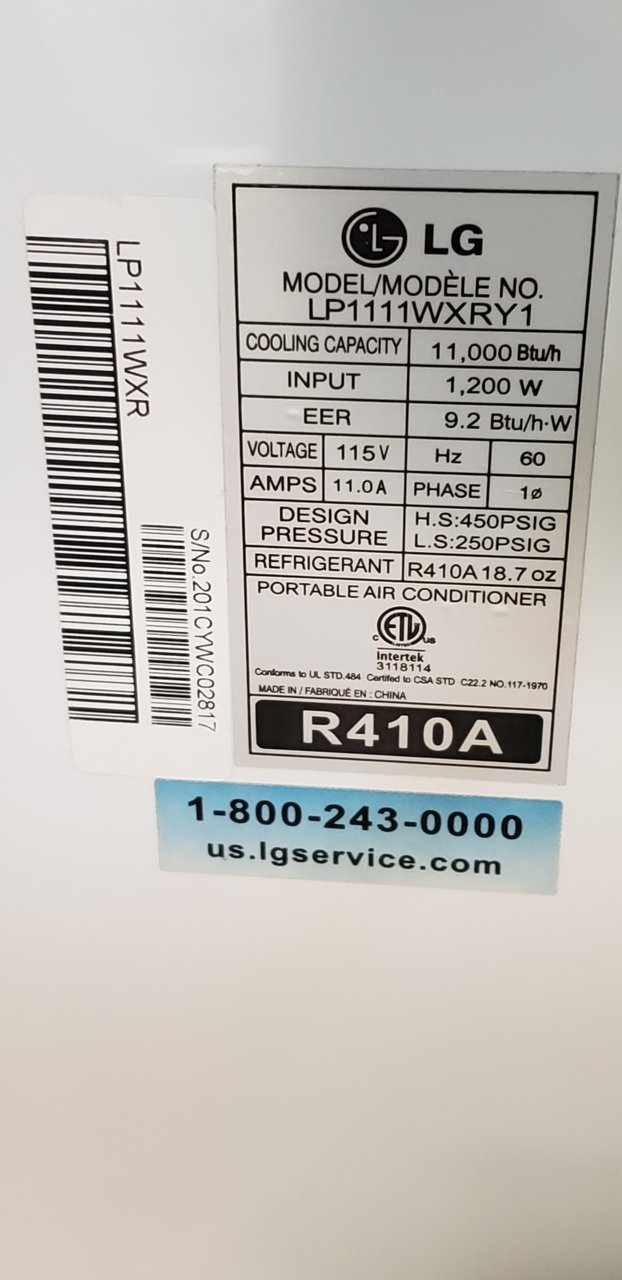 LP1111WXR
S/No.201CYWC02817
LG
MODEL/MODÈLE NO.
LP1111WXRY1
COOLING CAPACITY 11,000 Btu/h
INPUT 1,200 W
EER 9.2 Btu/h·W
VOLTAGE 115V Hz 60
AMPS 11.0A PHASE 1ø
DESIGN PRESSURE H.S:450PSIG
L.S:250PSIG
REFRIGERANT R410A 18.7 oz
PORTABLE AIR CONDITIONER
C ETL US
LISTED
Intertek
3118114
Conforms to UL STD.484 Certified to CSA STD C22.2 NO.117-1970
MADE IN / FABRIQUÉ EN : CHINA
R410A
1-800-243-0000
us.lgservice.com